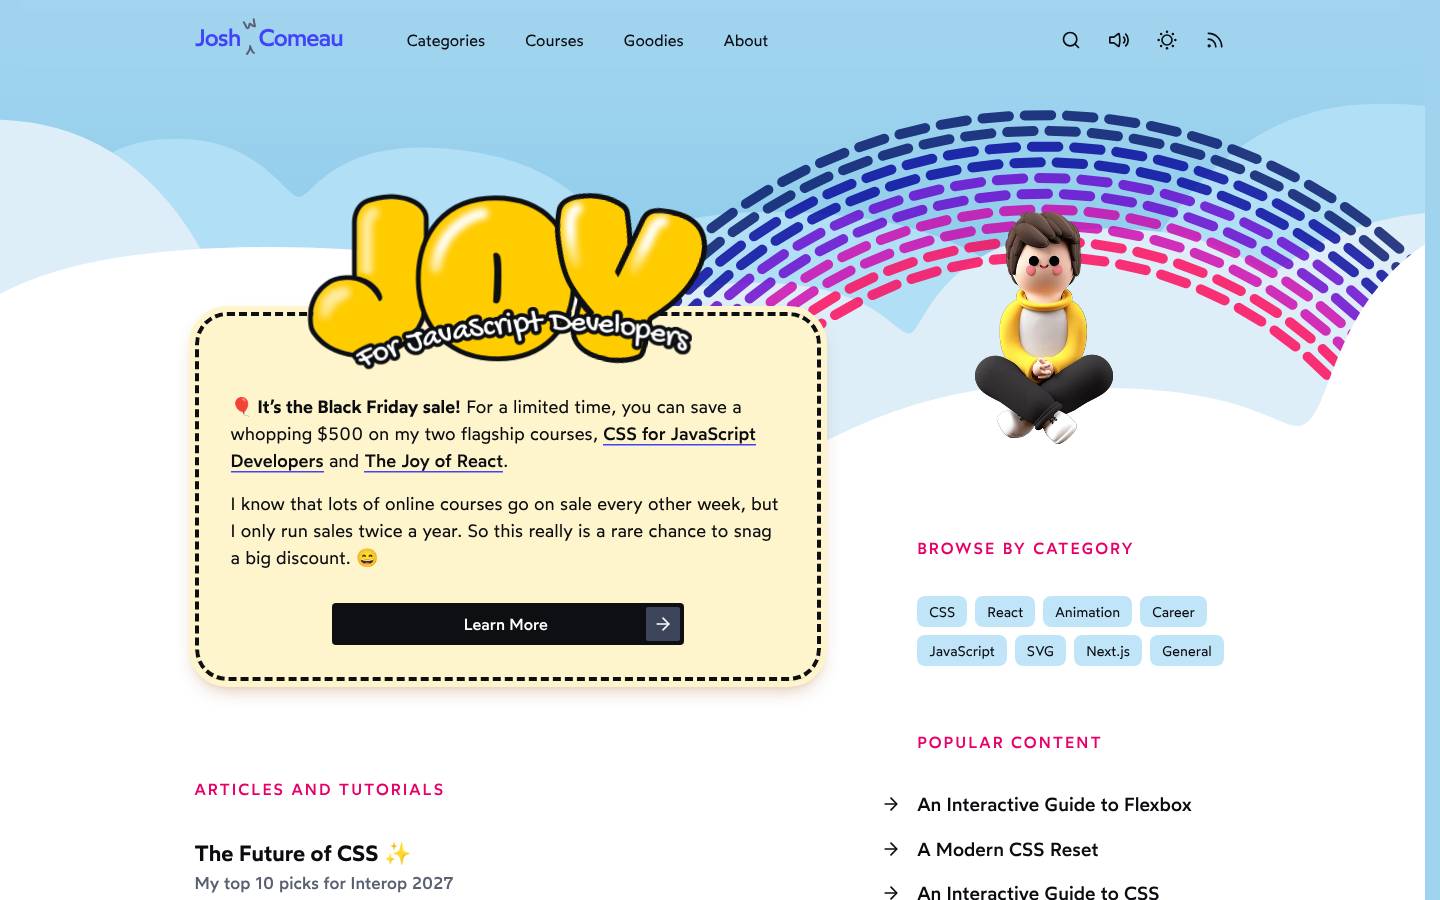 Josh W Comeau
Categories
Courses
Goodies
About
JOY
For JavaScript Developers
🎈 It’s the Black Friday sale! For a limited time, you can save a
whopping $500 on my two flagship courses, CSS for JavaScript
Developers and The Joy of React.
I know that lots of online courses go on sale every other week, but
I only run sales twice a year. So this really is a rare chance to snag
a big discount. 😄
Learn More
ARTICLES AND TUTORIALS
The Future of CSS ✨
My top 10 picks for Interop 2027
BROWSE BY CATEGORY
CSS
React
Animation
Career
JavaScript
SVG
Next.js
General
POPULAR CONTENT
An Interactive Guide to Flexbox
A Modern CSS Reset
An Interactive Guide to CSS